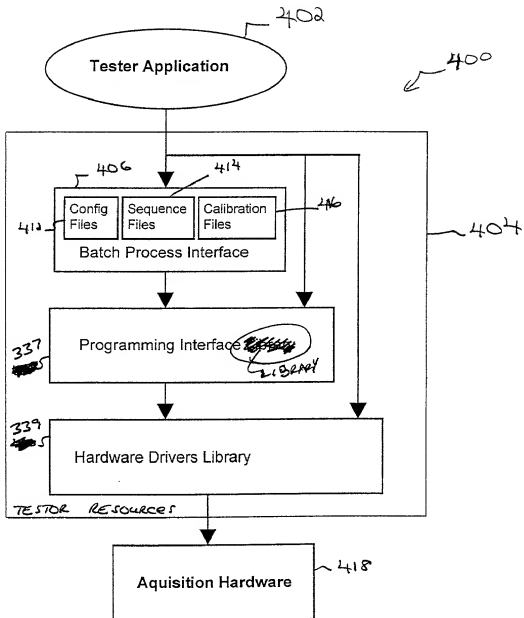 402
Tester Application
400
406
414
Config Files
Sequence Files
Calibration Files
412
416
Batch Process Interface
404
337
Programming Interface
LIBRARY
339
Hardware Drivers Library
TESTOR RESOURCES
Aquisition Hardware
418